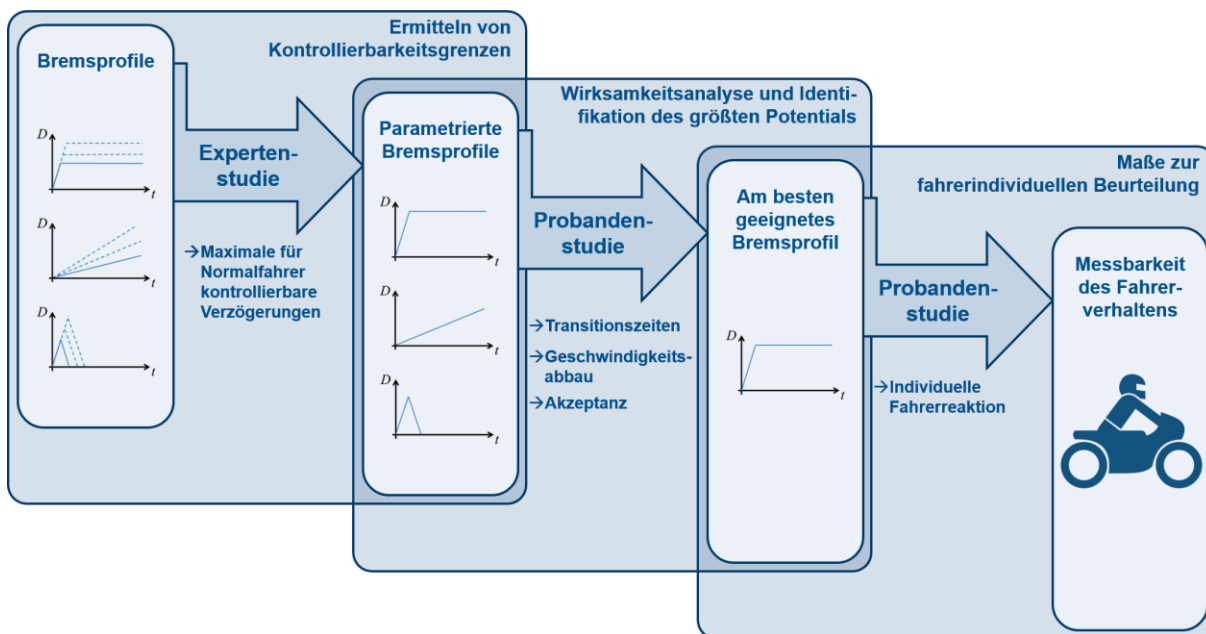 Ermitteln von
Kontrollierbarkeitsgrenzen
Bremsprofile
D
t
D
t
D
t
Experten-
studie
→Maximale für
Normalfahrer
kontrollierbare
Verzögerungen
Wirksamkeitsanalyse und Identi-
fikation des größten Potentials
Parametrierte
Bremsprofile
D
t
D
t
D
t
Probanden-
studie
→Transitionszeiten
→Geschwindigkeits-
abbau
→Akzeptanz
Maße zur
fahrerindividuellen Beurteilung
Am besten
geeignetes
Bremsprofil
D
t
Probanden-
studie
→Individuelle
Fahrerreaktion
Messbarkeit
des Fahrer-
verhaltens